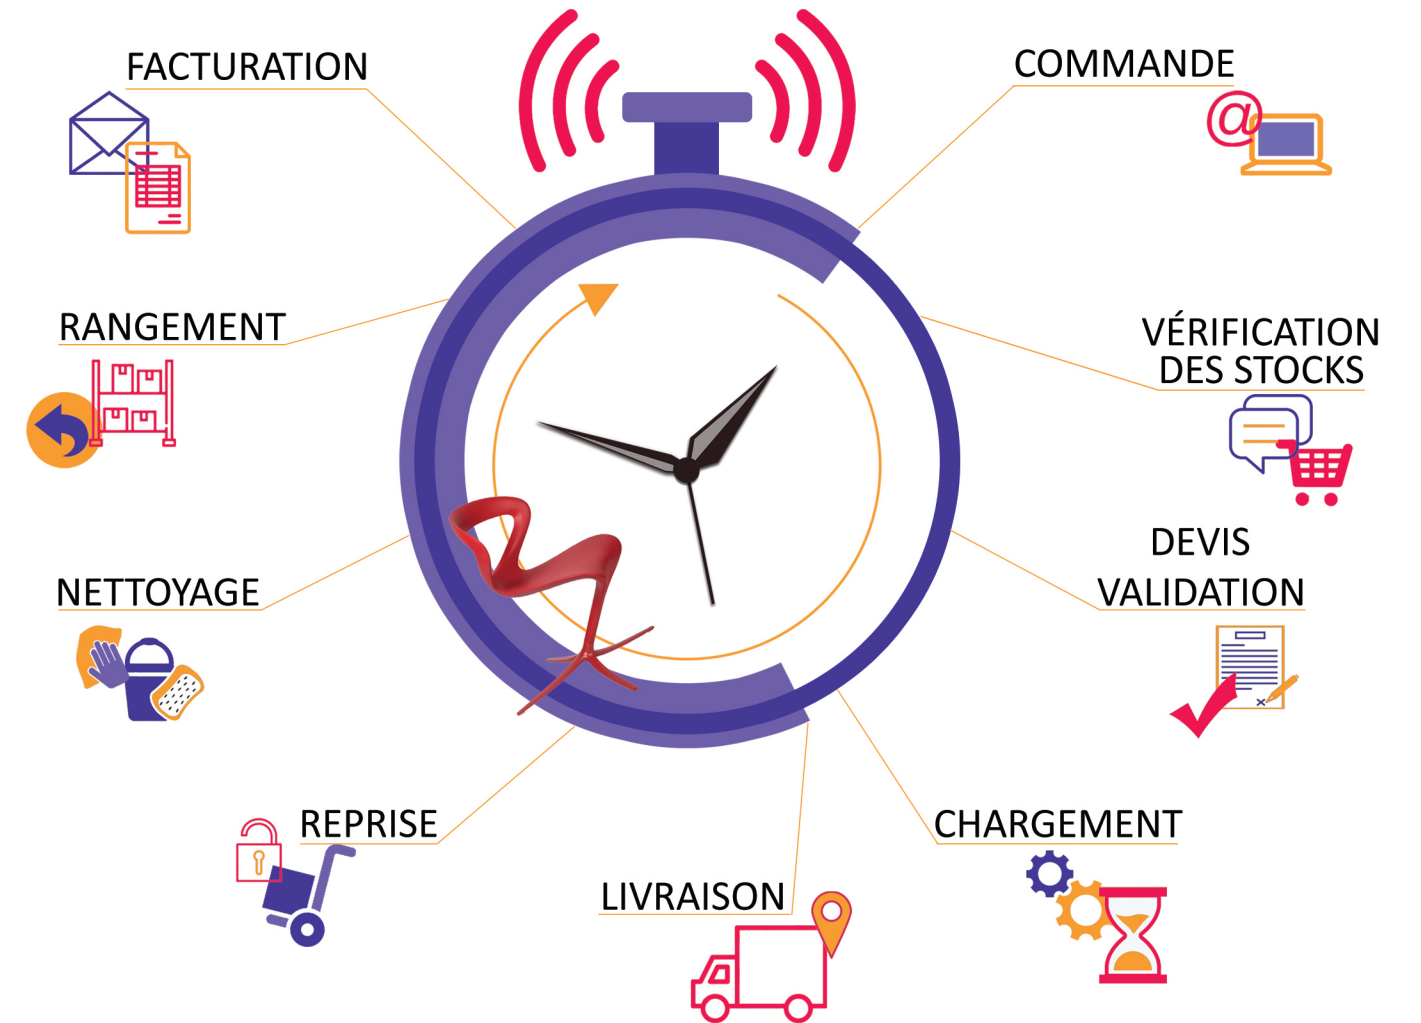 COMMANDE
VÉRIFICATION
DES STOCKS
DEVIS
VALIDATION
CHARGEMENT
LIVRAISON
REPRISE
NETTOYAGE
RANGEMENT
FACTURATION
@